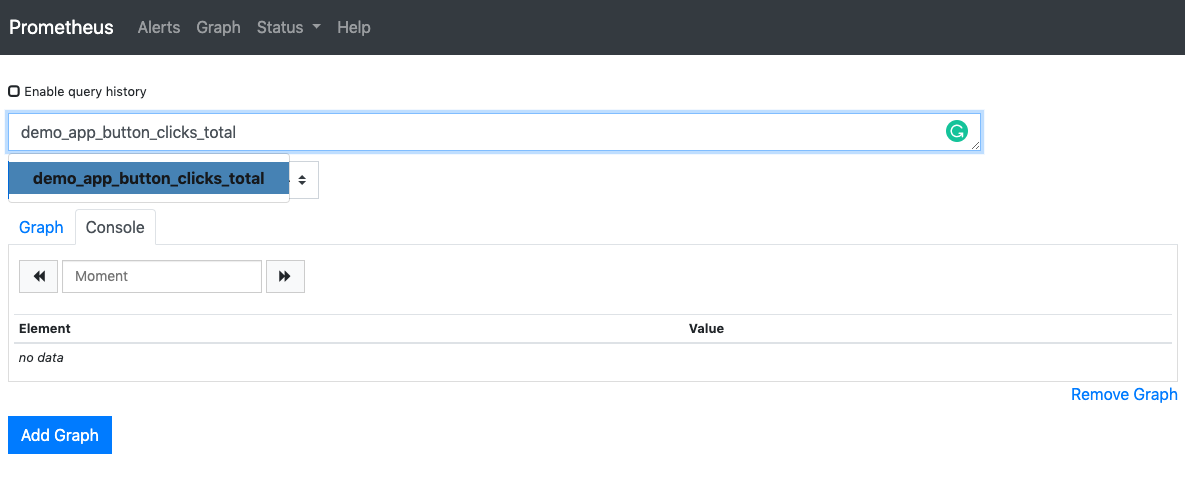 Prometheus Alerts Graph Status Help
Enable query history
demo_app_button_clicks_total
demo_app_button_clicks_total
Graph Console
Moment
Element Value
no data
Remove Graph
Add Graph